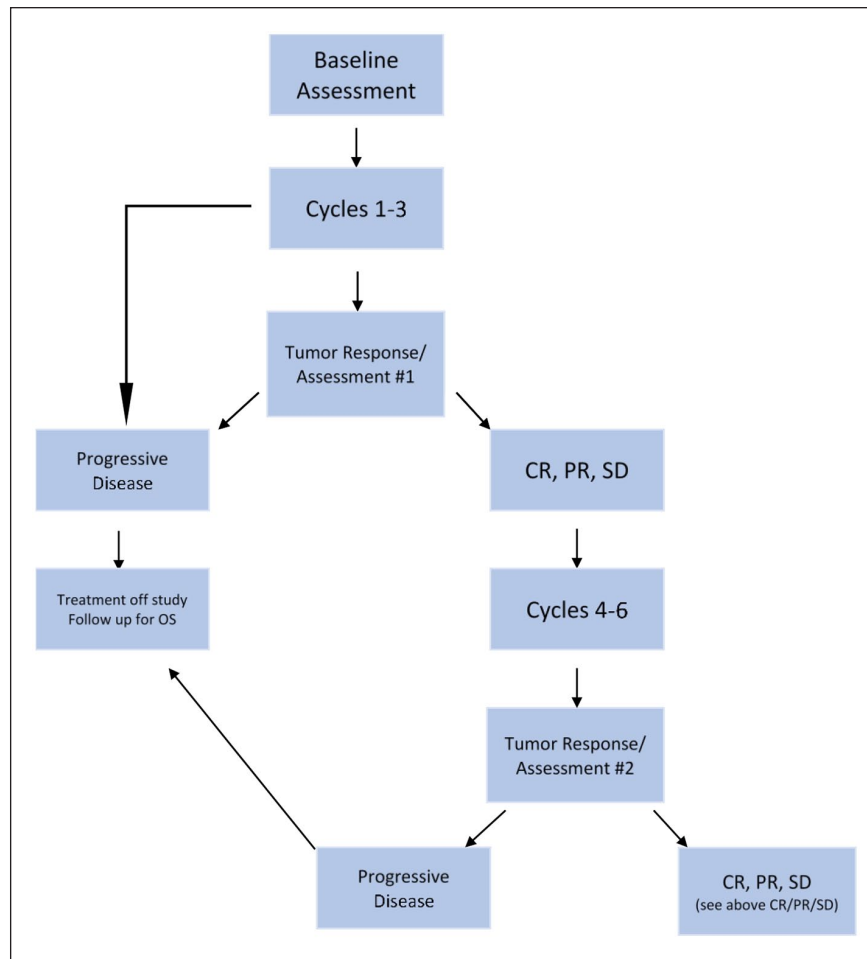 Baseline
Assessment
Cycles 1-3
Tumor Response/
Assessment #1
Progressive
Disease
CR, PR, SD
Treatment off study
Follow up for OS
Cycles 4-6
Tumor Response/
Assessment #2
Progressive
Disease
CR, PR, SD
(see above CR/PR/SD)